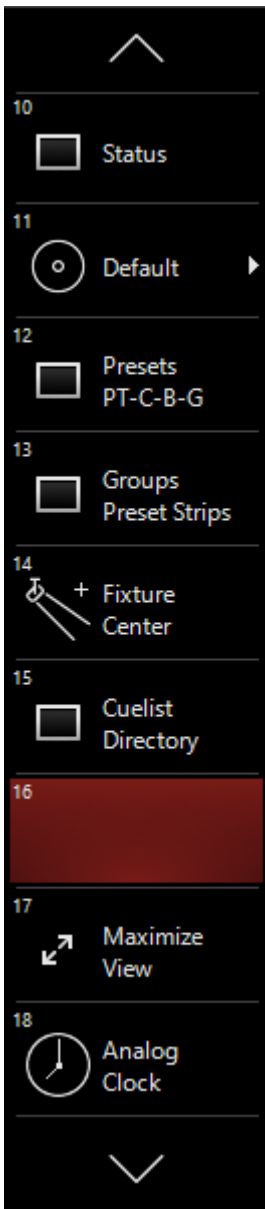 10
Status
11
Default
12
Presets
PT-C-B-G
13
Groups
Preset Strips
14
Fixture
Center
15
Cuelist
Directory
16
17
Maximize
View
18
Analog
Clock